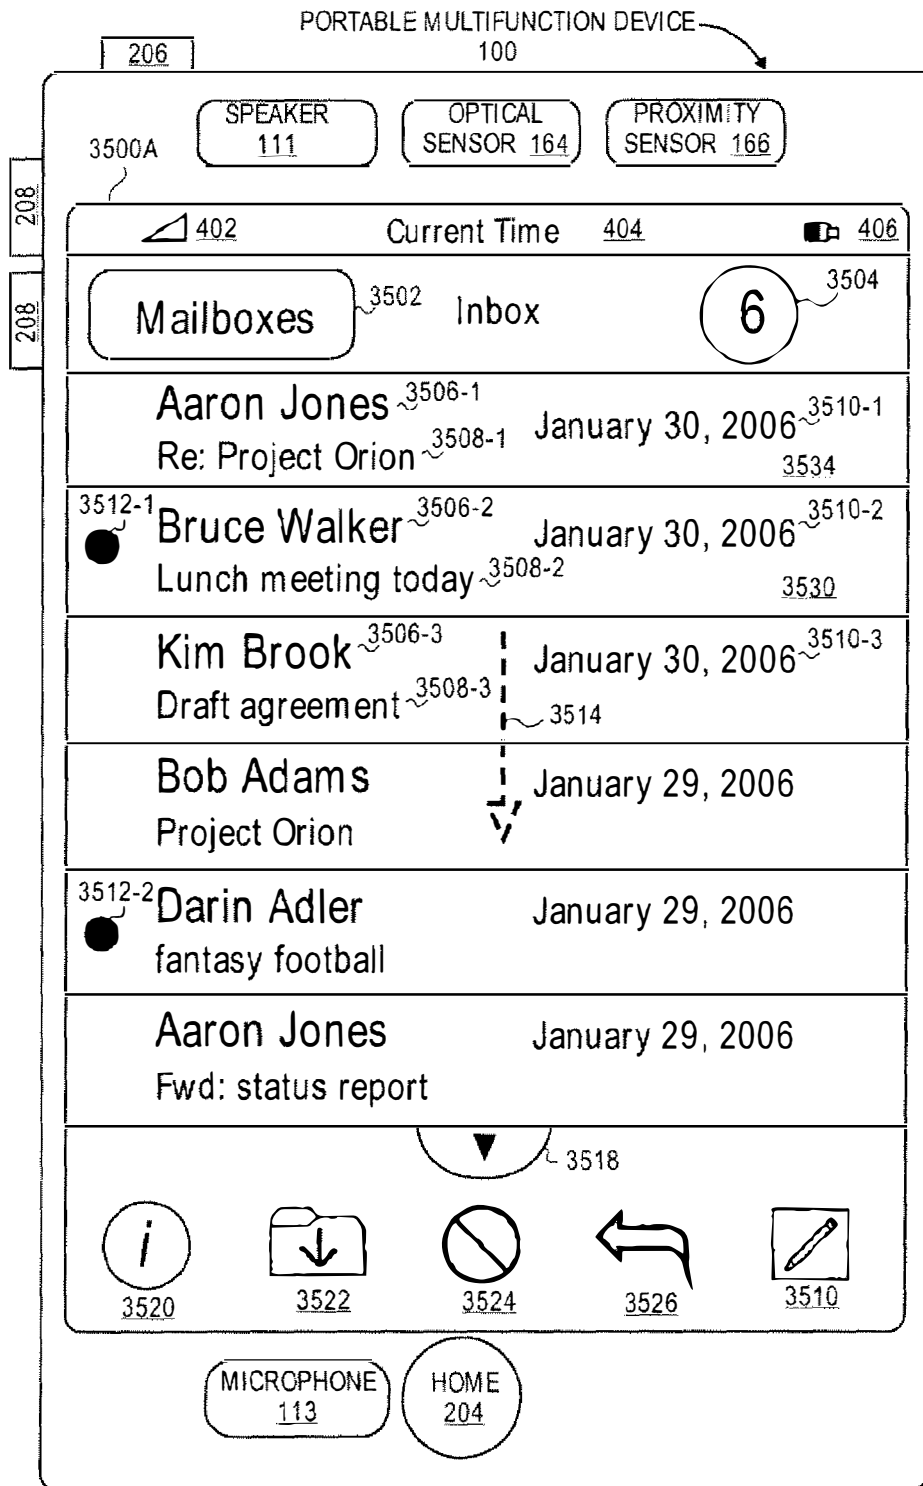 PORTABLE MULTIFUNCTION DEVICE
100
206
SPEAKER
111
OPTICAL
SENSOR 164
PROXIMITY
SENSOR 166
3500A
208
208
402
Current Time 404
406
Mailboxes
3502
Inbox
6
3504
Aaron Jones 3506-1
January 30, 2006 3510-1
Re: Project Orion 3508-1
3534
3512-1
Bruce Walker 3506-2
January 30, 2006 3510-2
Lunch meeting today 3508-2
3530
Kim Brook 3506-3
January 30, 2006 3510-3
Draft agreement 3508-3
3514
Bob Adams
January 29, 2006
Project Orion
3512-2
Darin Adler
January 29, 2006
fantasy football
Aaron Jones
January 29, 2006
Fwd: status report
3518
i
3520
3522
3524
3526
3510
MICROPHONE
113
HOME
204